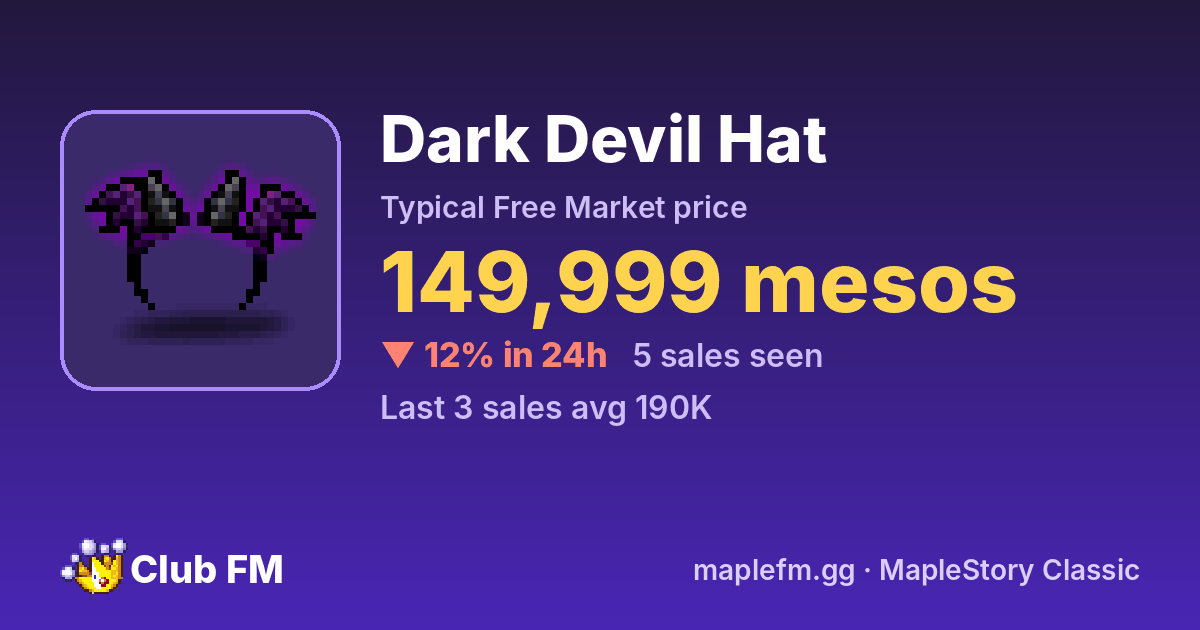 Dark Devil Hat
Typical Free Market price
149,999 mesos
▼ 12% in 24h 5 sales seen
Last 3 sales avg 190K
Club FM
maplefm.gg · MapleStory Classic